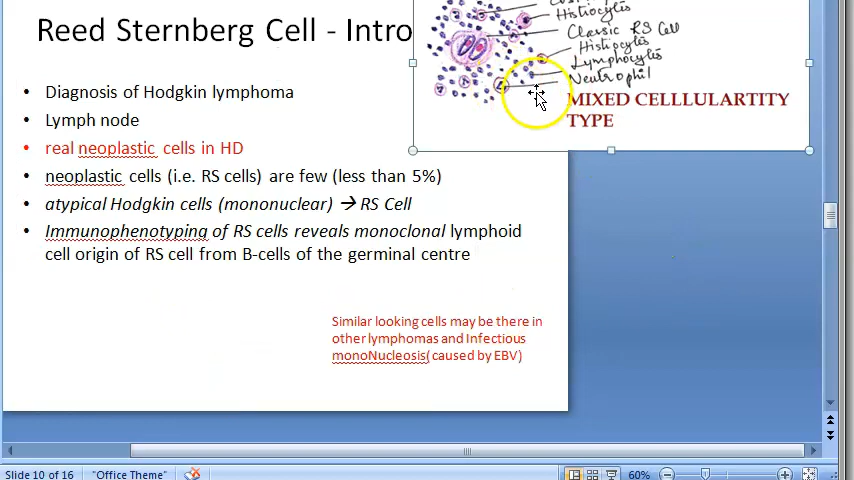 Reed Sternberg Cell - Intro
Diagnosis of Hodgkin lymphoma
Lymph node
real neoplastic cells in HD
neoplastic cells (i.e. RS cells) are few (less than 5%)
atypical Hodgkin cells (mononuclear) → RS Cell
Immunophenotyping of RS cells reveals monoclonal lymphoid
cell origin of RS cell from B-cells of the germinal centre
Histiocytes
Classic RS Cell
Histiocytes
Lymphocytes
Neutrophil
MIXED CELLLULARTITY
TYPE
Similar looking cells may be there in
other lymphomas and Infectious
monoNucleosis( caused by EBV)
Slide 10 of 16
"Office Theme"
60%